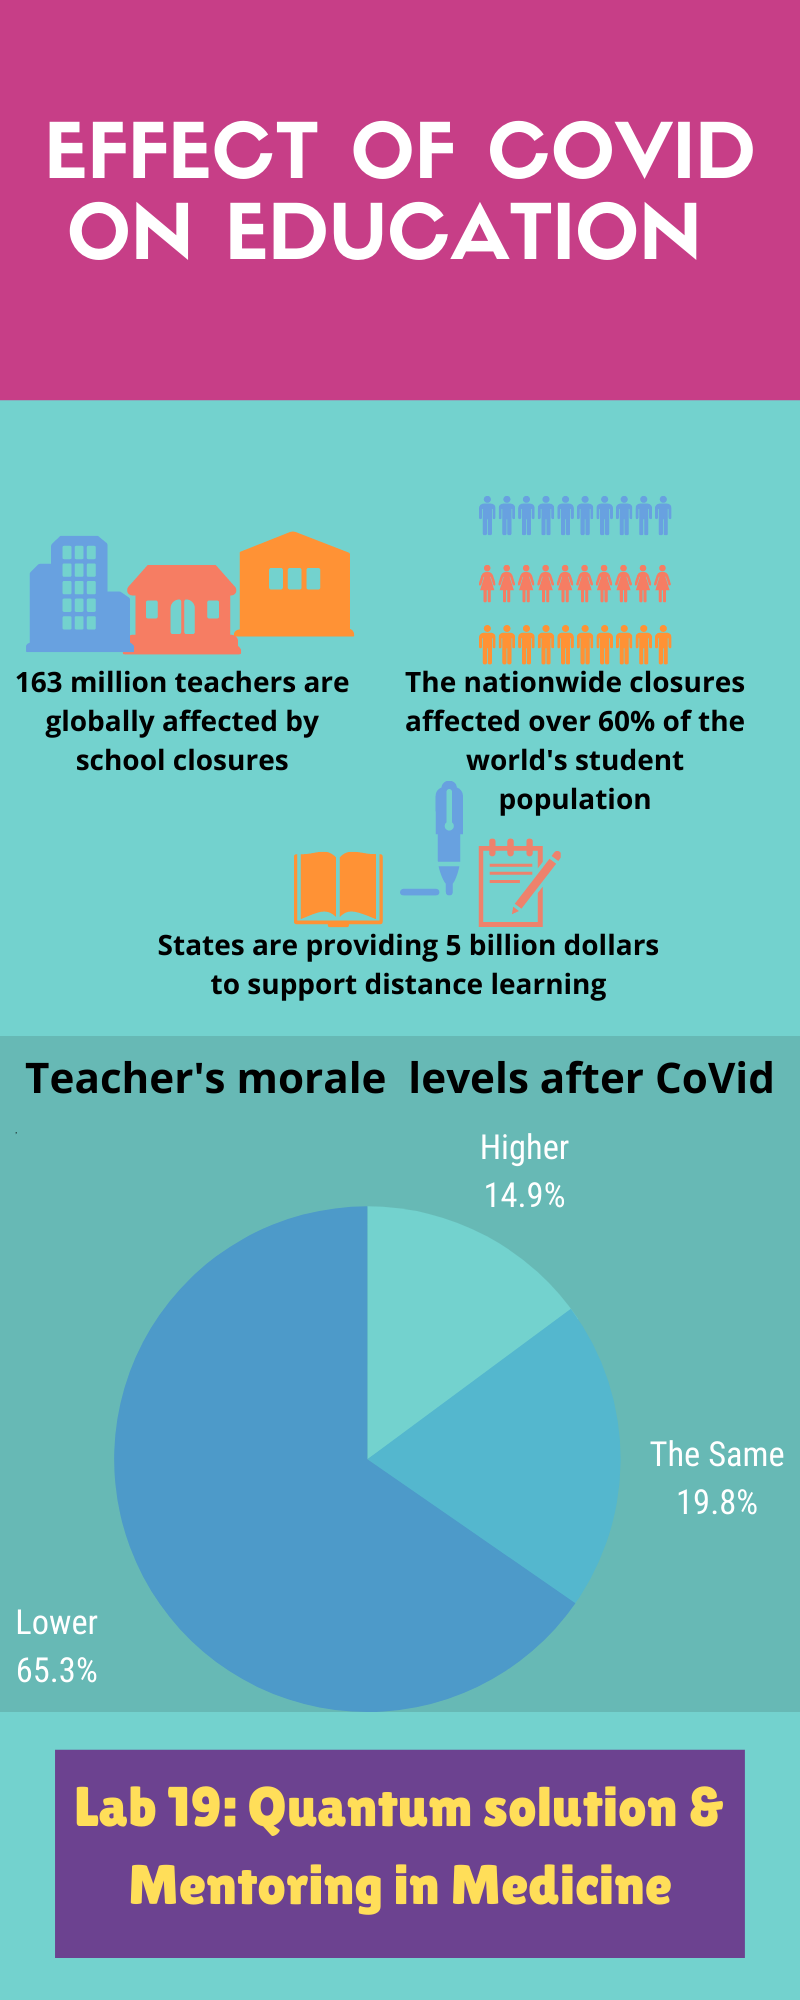 EFFECT OF COVID
ON EDUCATION
163 million teachers are
globally affected by
school closures
The nationwide closures
affected over 60% of the
world's student
population
States are providing 5 billion dollars
to support distance learning
Teacher's morale levels after CoVid
Higher
14.9%
The Same
19.8%
Lower
65.3%
Lab 19: Quantum solution &
Mentoring in Medicine